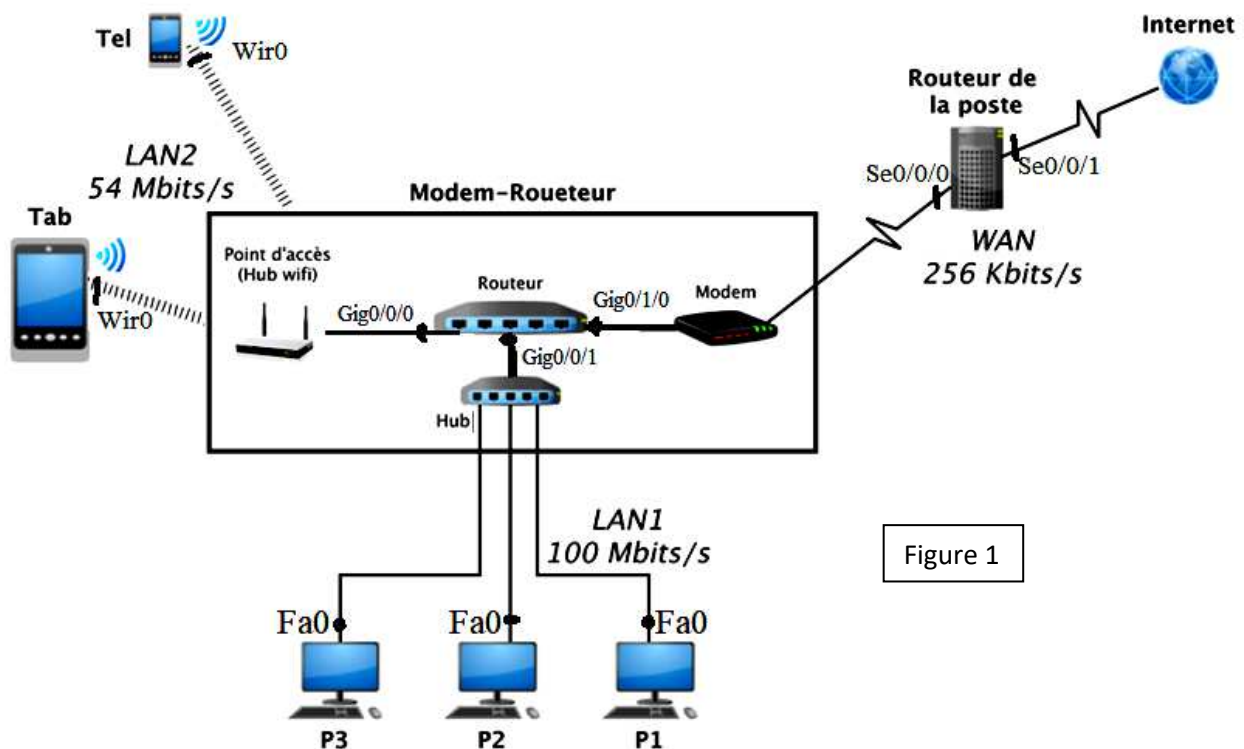 Internet
Tel
Wir0
Routeur de
la poste
Se0/0/0
Se0/0/1
LAN2
54 Mbits/s
Modem-Roueteur
WAN
256 Kbits/s
Tab
Wir0
Point d'accès
(Hub wifi)
Routeur
Gig0/0/0
Gig0/1/0
Modem
Gig0/0/1
Hub
LAN1
100 Mbits/s
Figure 1
Fa0
Fa0
Fa0
P3
P2
P1